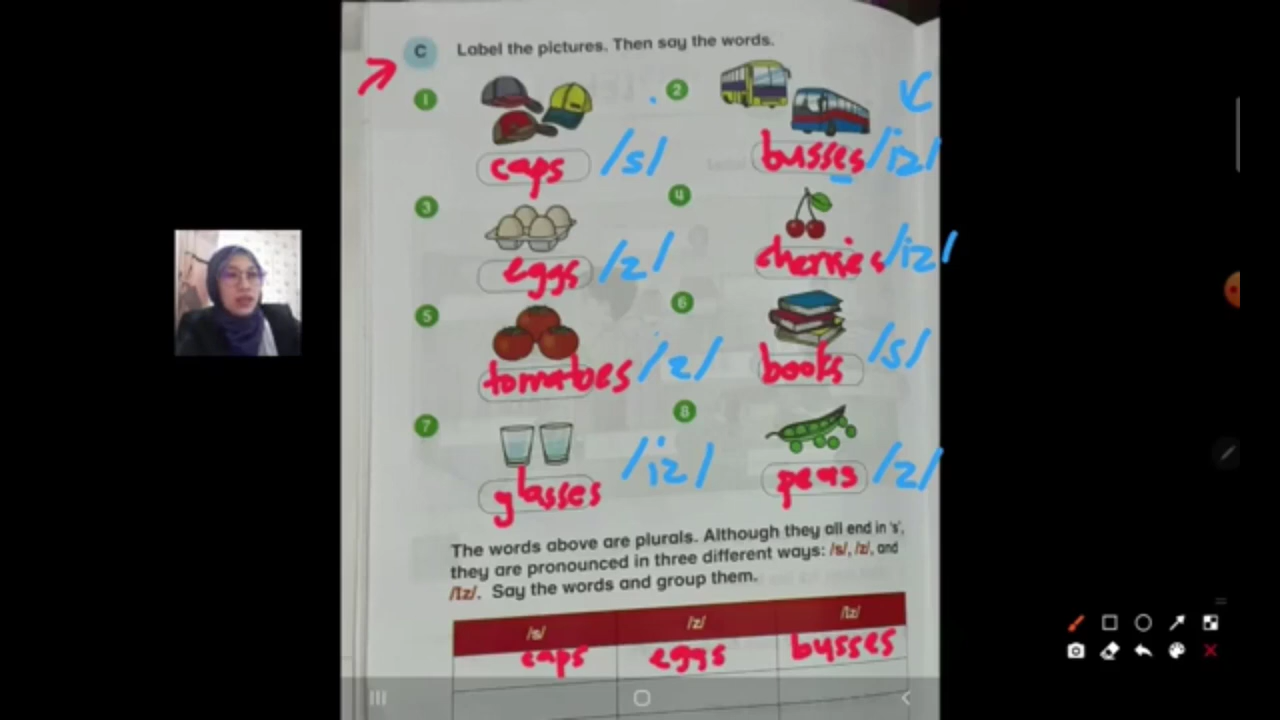 C Label the pictures. Then say the words.
1 2
caps /s/ busses /iz/
3 4
eggs /z/ cherries /iz/
5 6
tomatoes /z/ books /s/
7 8
glasses /iz/ peas /z/
The words above are plurals. Although they all end in 's',
they are pronounced in three different ways: /s/, /z/, and
/Iz/. Say the words and group them.
/s/ /z/ /Iz/
caps eggs busses